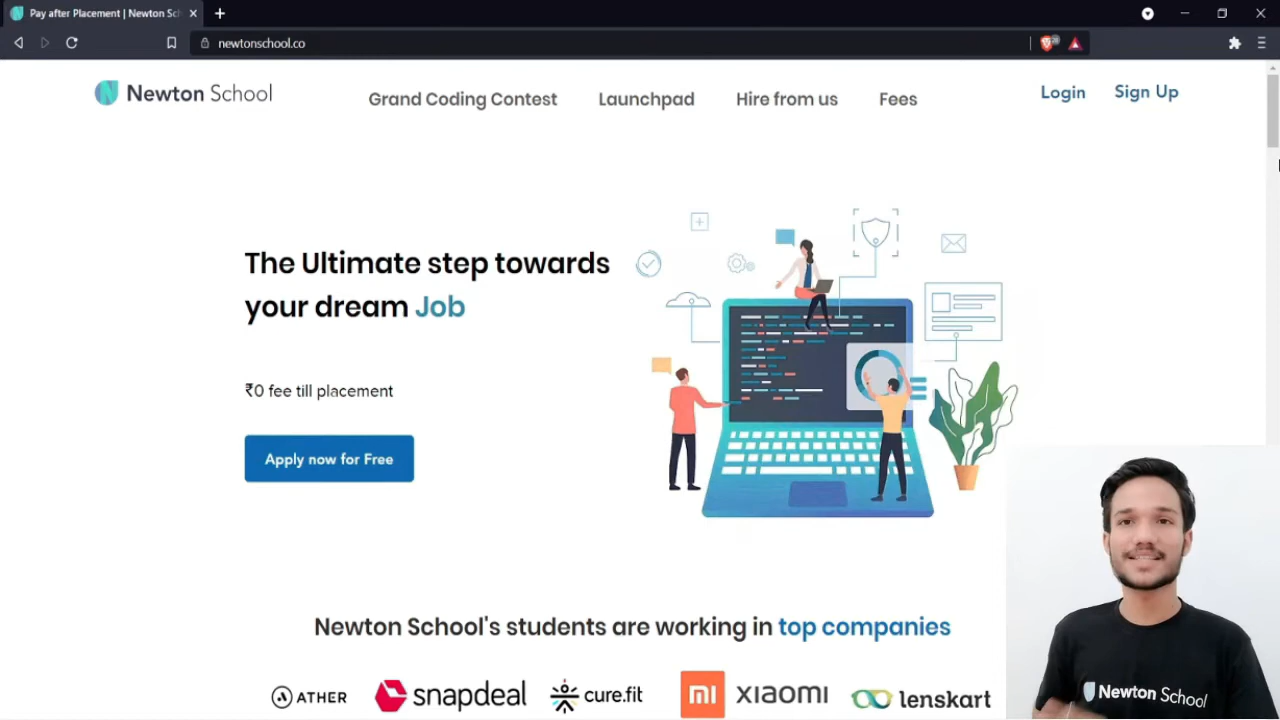 Pay after Placement | Newton Sc
newtonschool.co
Newton School
Grand Coding Contest
Launchpad
Hire from us
Fees
Login
Sign Up
The Ultimate step towards
your dream Job
₹0 fee till placement
Apply now for Free
Newton School's students are working in top companies
ATHER
snapdeal
cure.fit
mi
xiaomi
lenskart
Newton School